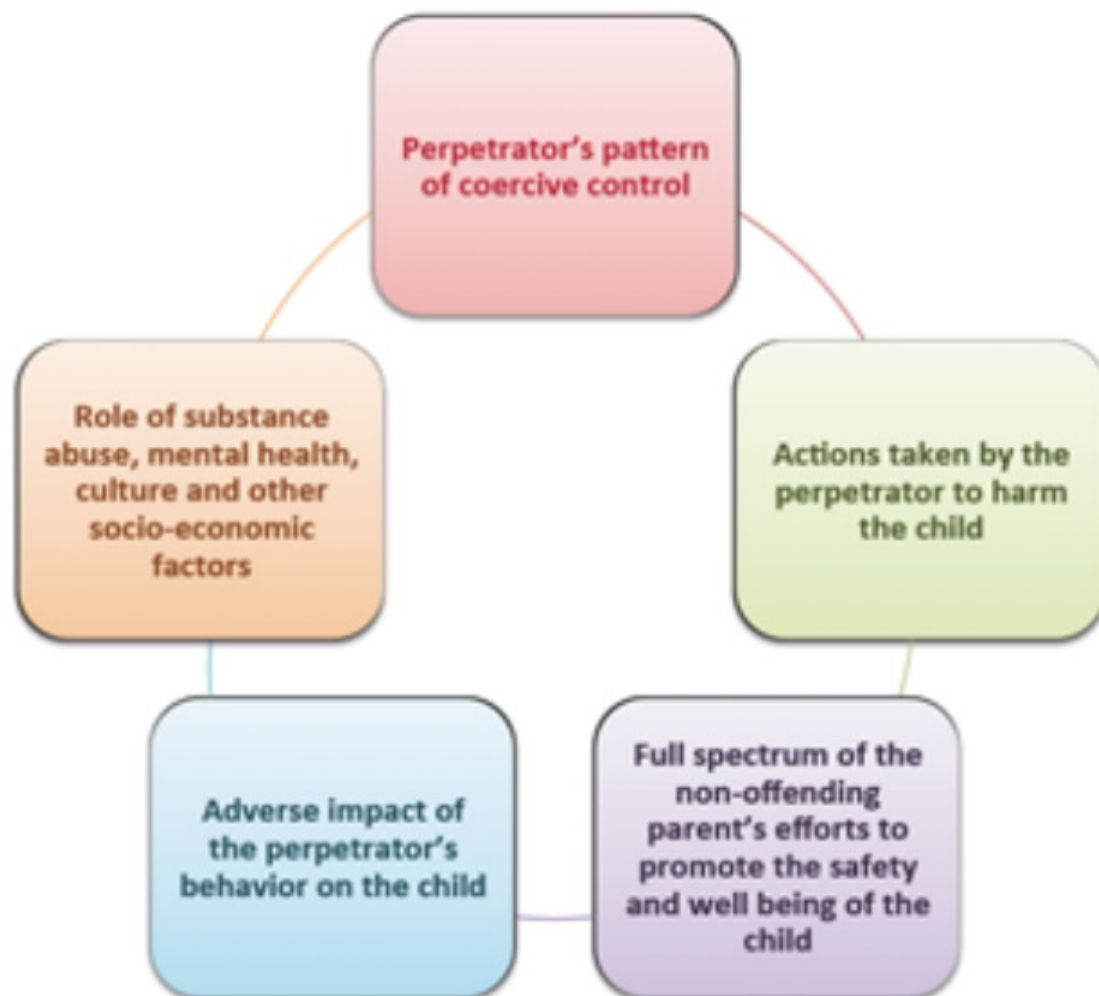 Perpetrator's pattern
of coercive control
Actions taken by the
perpetrator to harm
the child
Full spectrum of the
non-offending
parent's efforts to
promote the safety
and well being of the
child
Adverse impact of
the perpetrator's
behavior on the child
Role of substance
abuse, mental health,
culture and other
socio-economic
factors